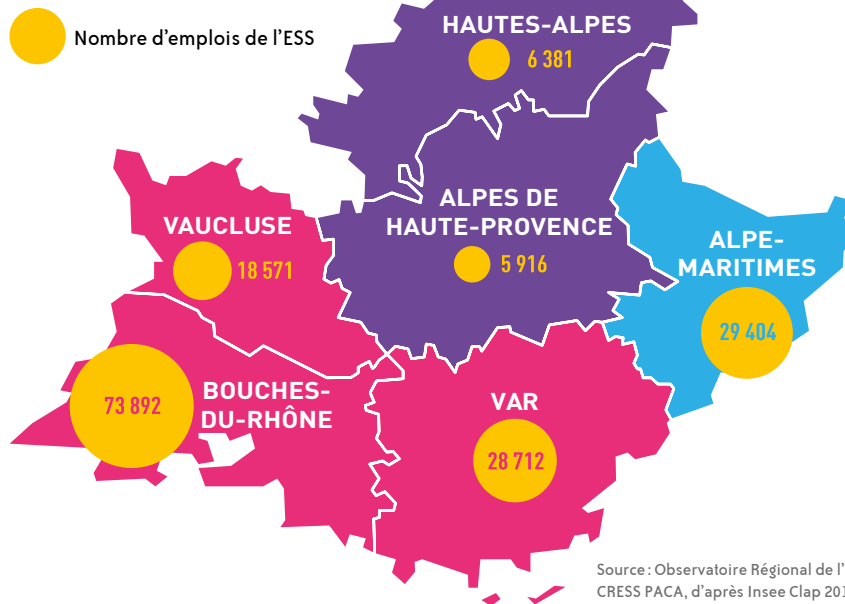 Nombre d'emplois de l'ESS
HAUTES-ALPES
6 381
ALPES DE
HAUTE-PROVENCE
5 916
VAUCLUSE
18 571
ALPE-
MARITIMES
29 404
BOUCHES-
DU-RHÔNE
73 892
VAR
28 712
Source : Observatoire Régional de l'
CRESS PACA, d'après Insee Clap